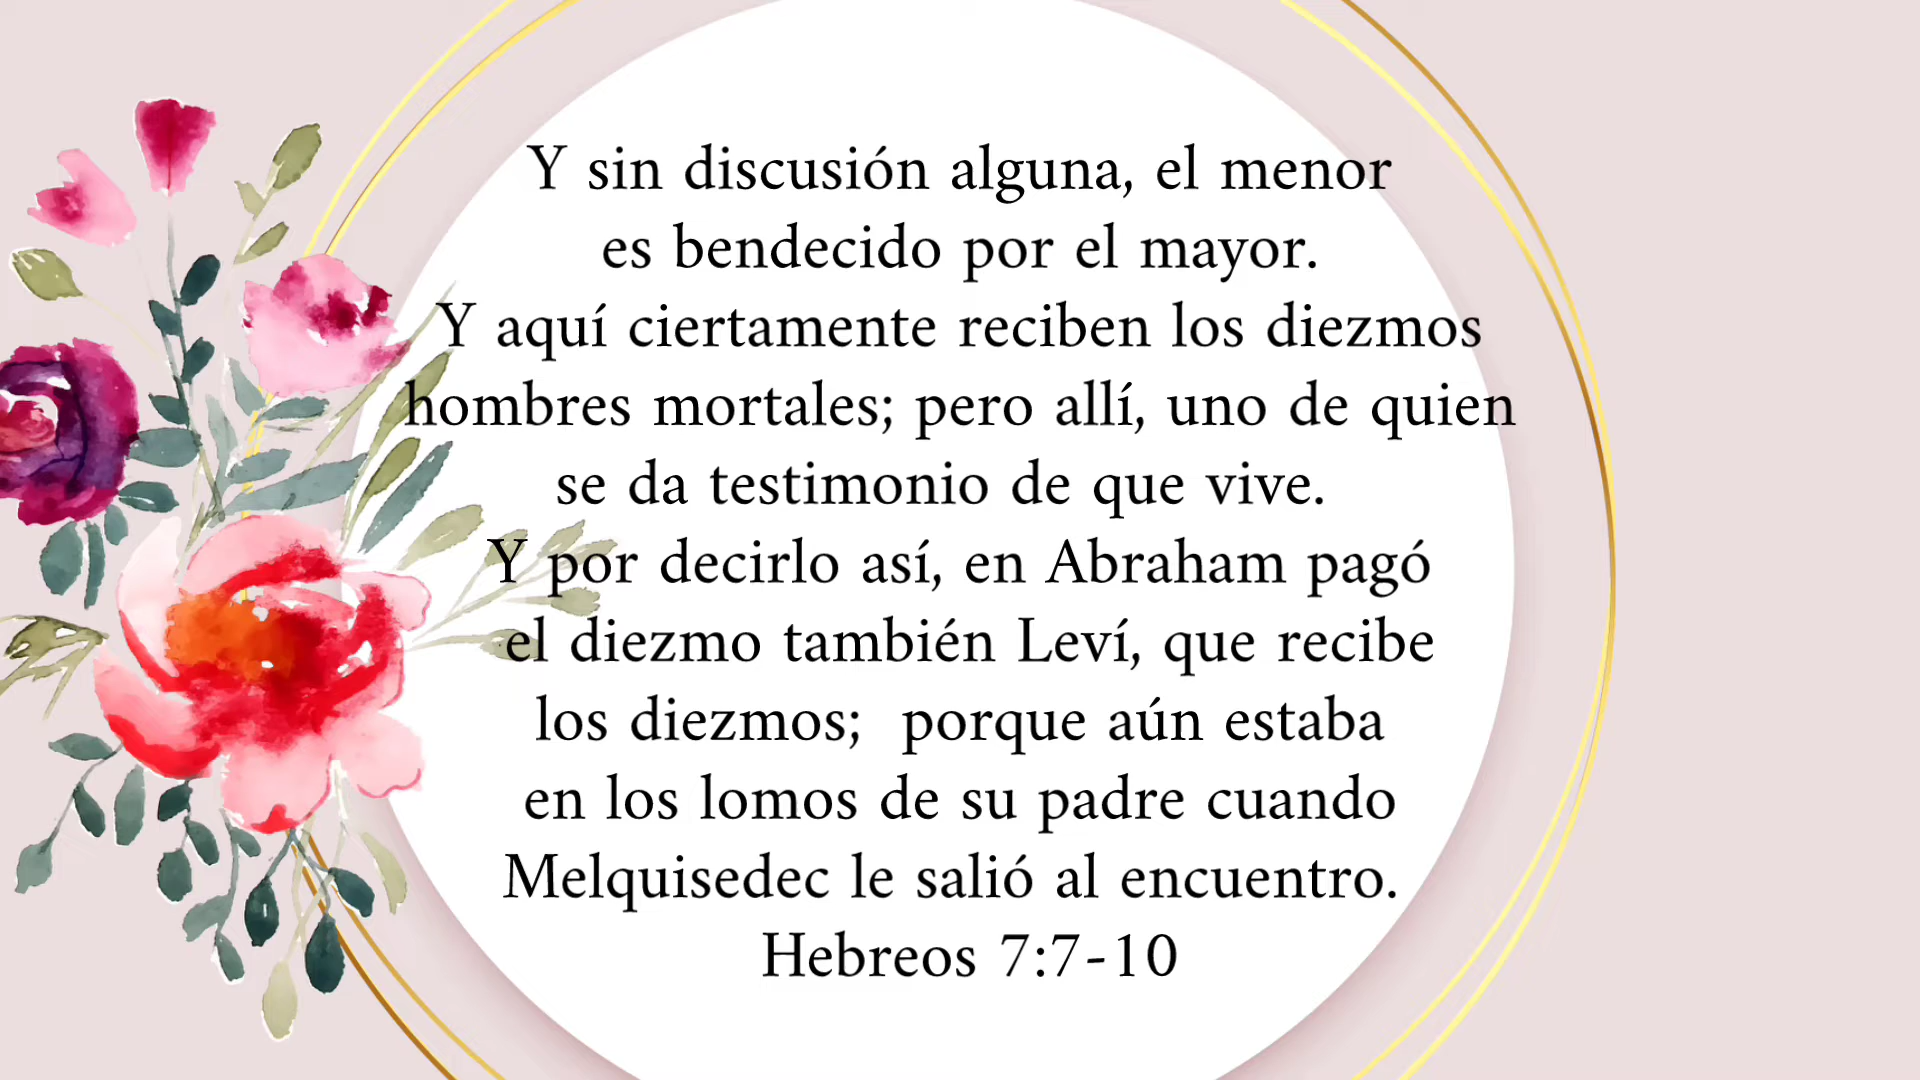 Y sin discusión alguna, el menor
es bendecido por el mayor.
Y aquí ciertamente reciben los diezmos
hombres mortales; pero allí, uno de quien
se da testimonio de que vive.
Y por decirlo así, en Abraham pagó
el diezmo también Leví, que recibe
los diezmos;  porque aún estaba
en los lomos de su padre cuando
Melquisedec le salió al encuentro.
Hebreos 7:7-10